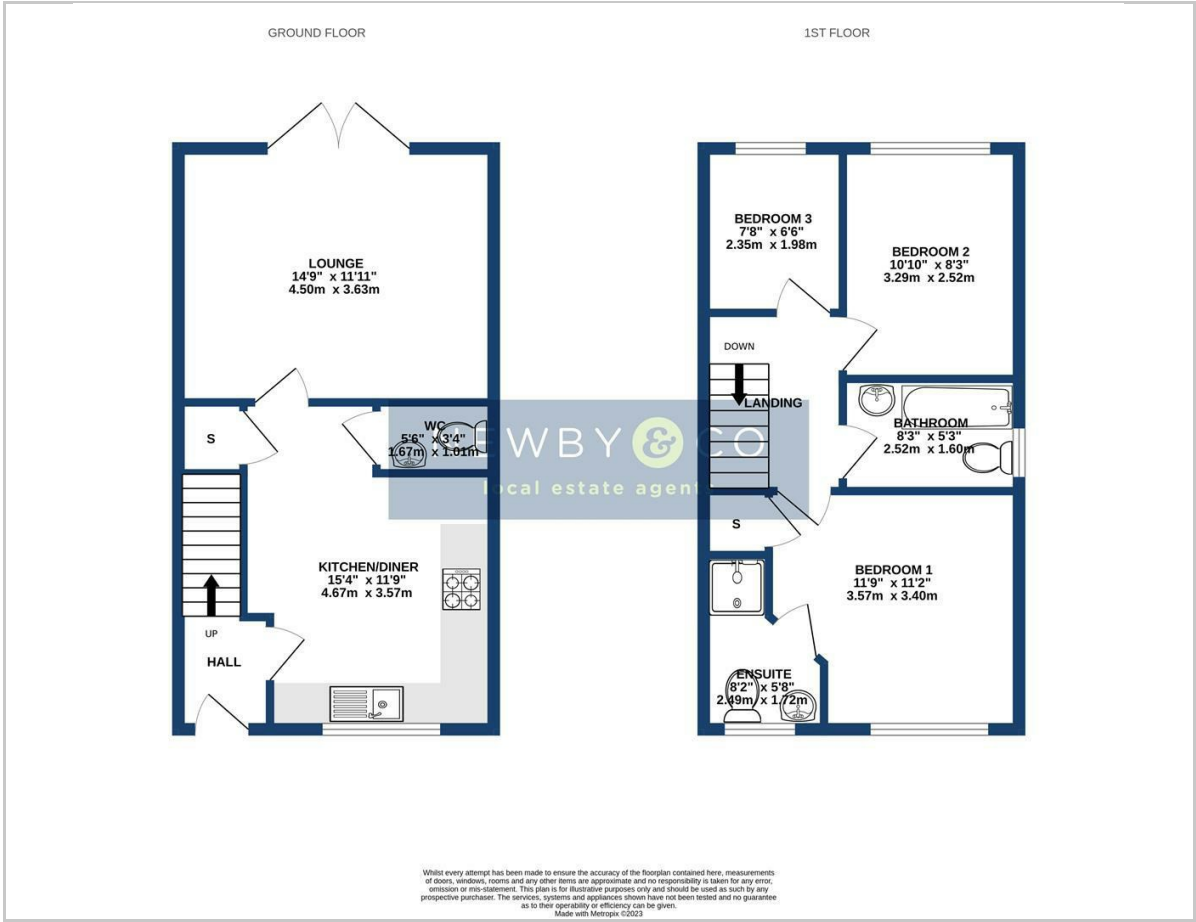 GROUND FLOOR
1ST FLOOR
LOUNGE
14'9" x 11'11"
4.50m x 3.63m
S
WC
5'6" x 3'4"
1.67m x 1.01m
KITCHEN/DINER
15'4" x 11'9"
4.67m x 3.57m
UP
HALL
BEDROOM 3
7'8" x 6'6"
2.35m x 1.98m
BEDROOM 2
10'10" x 8'3"
3.29m x 2.52m
DOWN
LANDING
BATHROOM
8'3" x 5'3"
2.52m x 1.60m
S
BEDROOM 1
11'9" x 11'2"
3.57m x 3.40m
ENSUITE
8'2" x 5'8"
2.49m x 1.72m
NEWBY & CO
local estate agent
Whilst every attempt has been made to ensure the accuracy of the floorplan contained here, measurements
of doors, windows, rooms and any other items are approximate and no responsibility is taken for any error,
omission or mis-statement. This plan is for illustrative purposes only and should be used as such by any
prospective purchaser. The services, systems and appliances shown have not been tested and no guarantee
as to their operability or efficiency can be given.
Made with Metropix ©2023